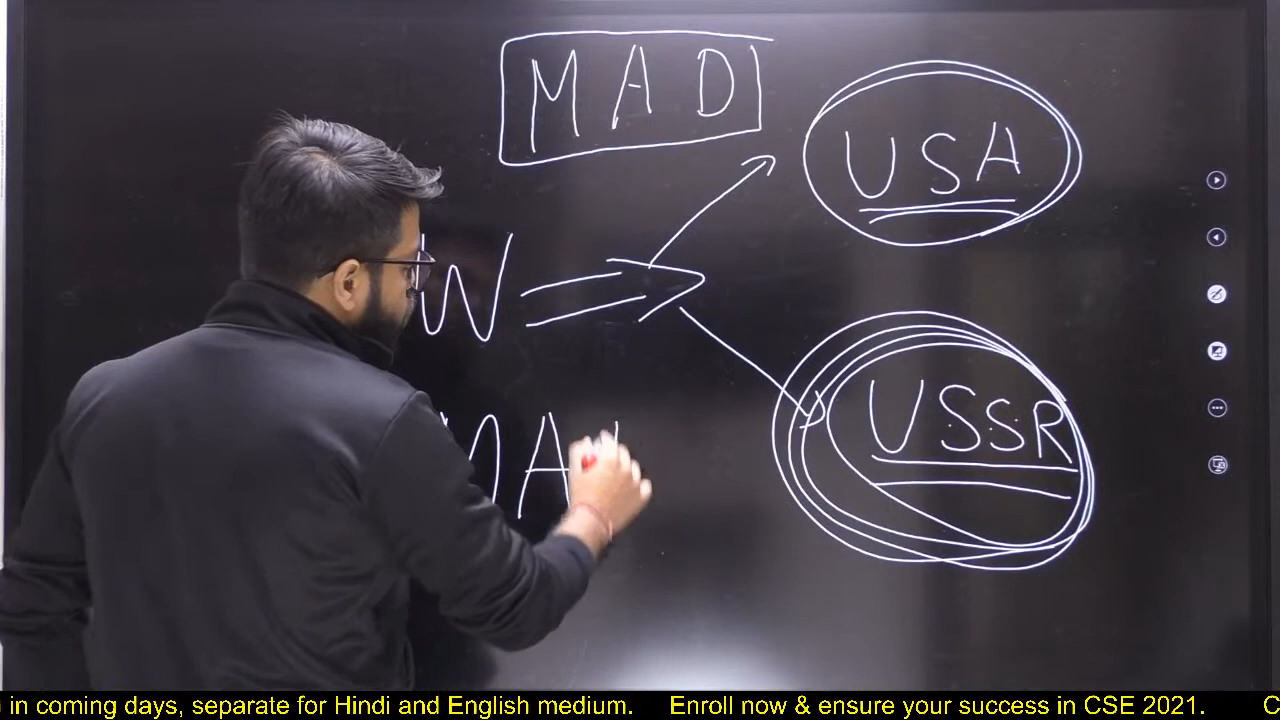 MAD
USA
W
USSR
MA
in coming days, separate for Hindi and English medium. Enroll now & ensure your success in CSE 2021. C